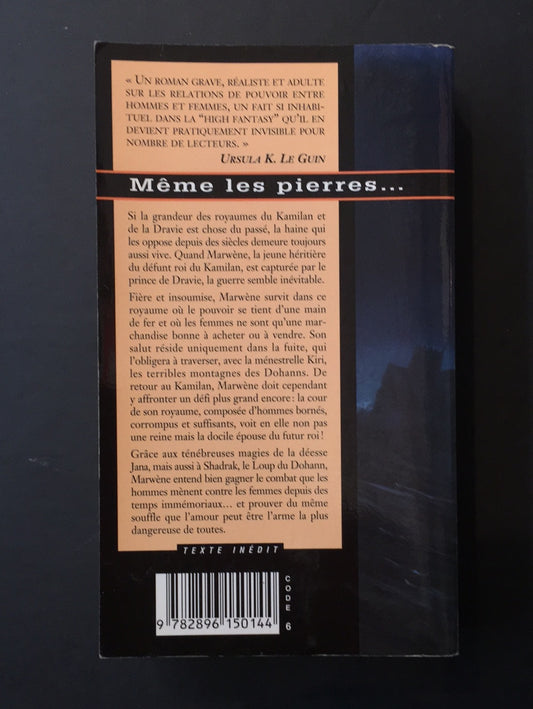 « Un roman grave, réaliste et adulte
sur les relations de pouvoir entre
hommes et femmes, un fait si inhabi-
tuel dans la “high fantasy” qu’il en
devient pratiquement invisible pour
nombre de lecteurs. »
Ursula K. Le Guin
Même les pierres...
Si la grandeur des royaumes du Kamilan et
de la Dravie est chose du passé, la haine qui
les oppose depuis des siècles demeure toujours
aussi vive. Quand Marwène, la jeune héritière
du défunt roi du Kamilan, est capturée par le
prince de Dravie, la guerre semble inévitable.
Fière et insoumise, Marwène survit dans ce
royaume où le pouvoir se tient d’une main
de fer et où les femmes ne sont qu’une mar-
chandise bonne à acheter ou à vendre. Son
salut réside uniquement dans la fuite, qui
l’obligera à traverser, avec la ménestrelle Kiri,
les terribles montagnes des Dohanns. De
retour au Kamilan, Marwène doit cependant
y affronter un défi plus grand encore : la cour
de son royaume, composée d’hommes bornés,
corrompus et suffisants, voit en elle non pas
une reine mais la docile épouse du futur roi !
Grâce aux ténébreuses magies de la déesse
Jana, mais aussi à Shadrak, le Loup du Dohann,
Marwène entend bien gagner le combat que
les hommes mènent contre les femmes depuis des
temps immémoriaux... et prouver du même
souffle que l’amour peut être l’arme la plus
dangereuse de toutes.
TEXTE INÉDIT
CODE 6
9 782896 150144